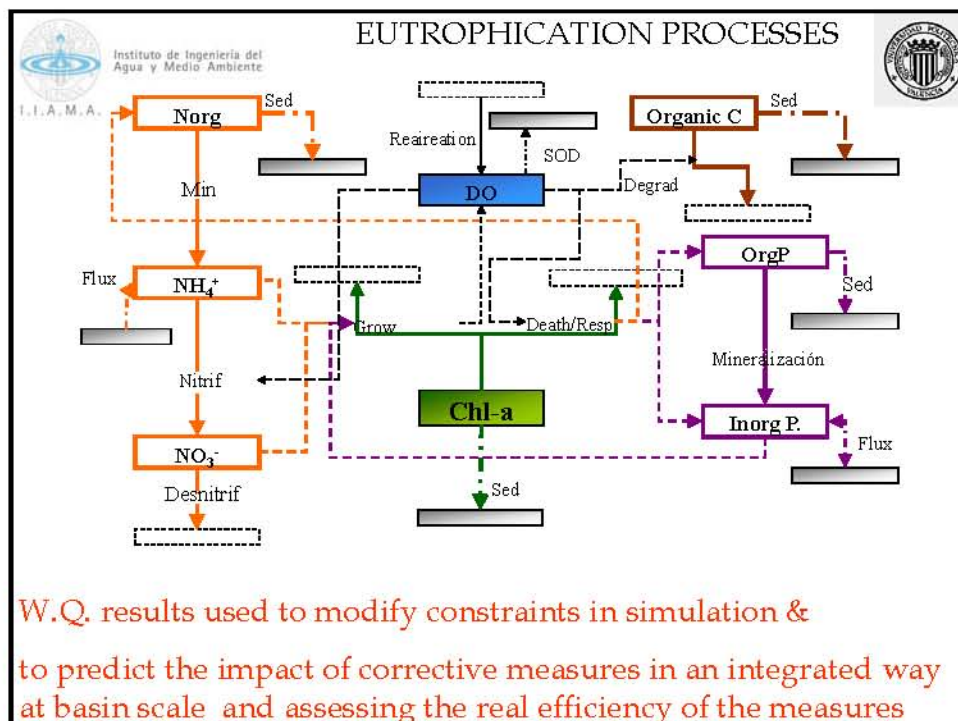 EUTROPHICATION PROCESSES
Instituto de Ingeniería del
Agua y Medio Ambiente
I.I.A.M.A.
UNIVERSIDAD POLITECNICA
VALENCIA
Norg
Sed
Organic C
Sed
Reaireation
SOD
Min
DO
Degrad
OrgP
Flux
NH4+
Sed
Grow
Death/Resp
Mineralización
Nitrif
Chl-a
Inorg P.
NO3-
Flux
Desnitrif
Sed
W.Q. results used to modify constraints in simulation &
to predict the impact of corrective measures in an integrated way
at basin scale and assessing the real efficiency of the measures